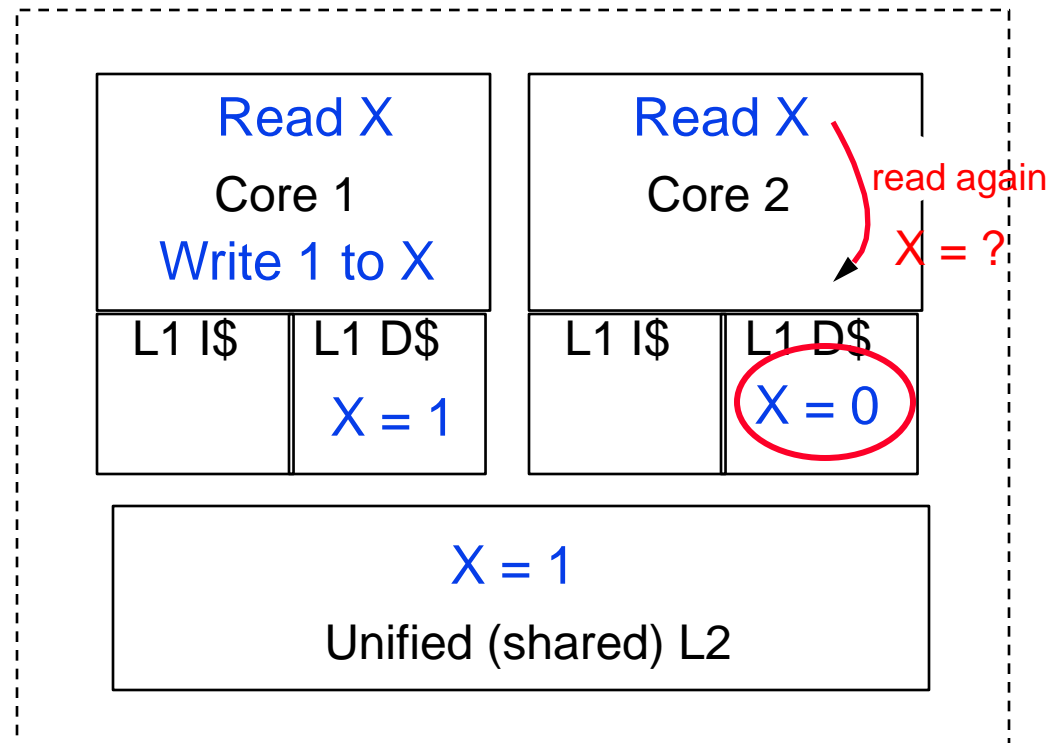 Read X
Core 1
Write 1 to X
Read X
Core 2
read again
X = ?
L1 I$
L1 D$
X = 1
L1 I$
L1 D$
X = 0
X = 1
Unified (shared) L2